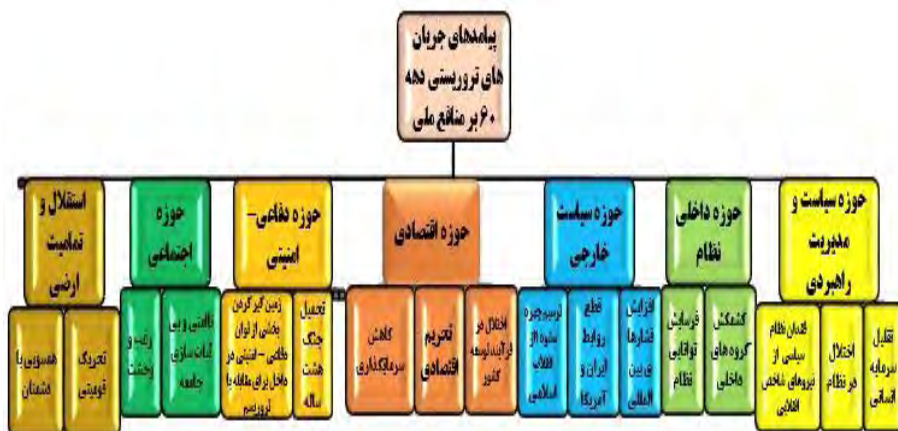 پیامدهای جریان
های تروریستی دهه
۶۰ بر منافع ملی
حوزه سیاست و
مدیریت
راهبردی
حوزه داخلی
نظام
حوزه سیاست
خارجی
حوزه اقتصادی
حوزه دفاعی–
امنیتی
حوزه
اجتماعی
استقلال و
تمامیت
ارضی
تقلیل
سرمایه
انسانی
اختلال
در نظام
فقدان نظام
سیاسی از
نیروهای شاخص
انقلابی
کشمکش
گروه های
داخلی
فرسایش
توانایی
نظام
افزایش
فشارها
ی بین
المللی
قطع
روابط
ایران و
آمریکا
ترسیم چهره
انقلاب
اسلامی
اختلال در
فرآیند توسعه
کشور
تحریم
اقتصادی
کاهش
سرمایگذاری
تحمیل
جنگ
هشت
ساله
زمین گیر کردن
بخشی از توان
دفاعی – امنیتی در
داخل برای مقابله با
تروریسم
ناامنی و بی
ثبات سازی
جامعه
رعب و
وحشت
تحریک
قومیتی
همسویی با
دشمنان